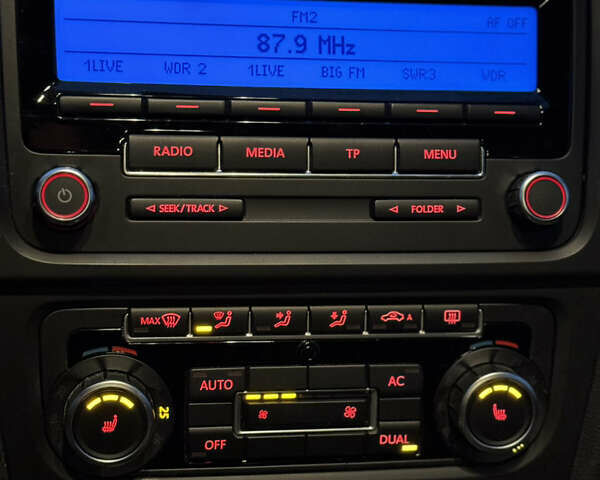 FM2 AF OFF
87.9 MHz
1LIVE WDR 2 1LIVE BIG FM SWR3 WDR
RADIO MEDIA TP MENU
SEEK/TRACK FOLDER
MAX A
AUTO AC
25
OFF DUAL